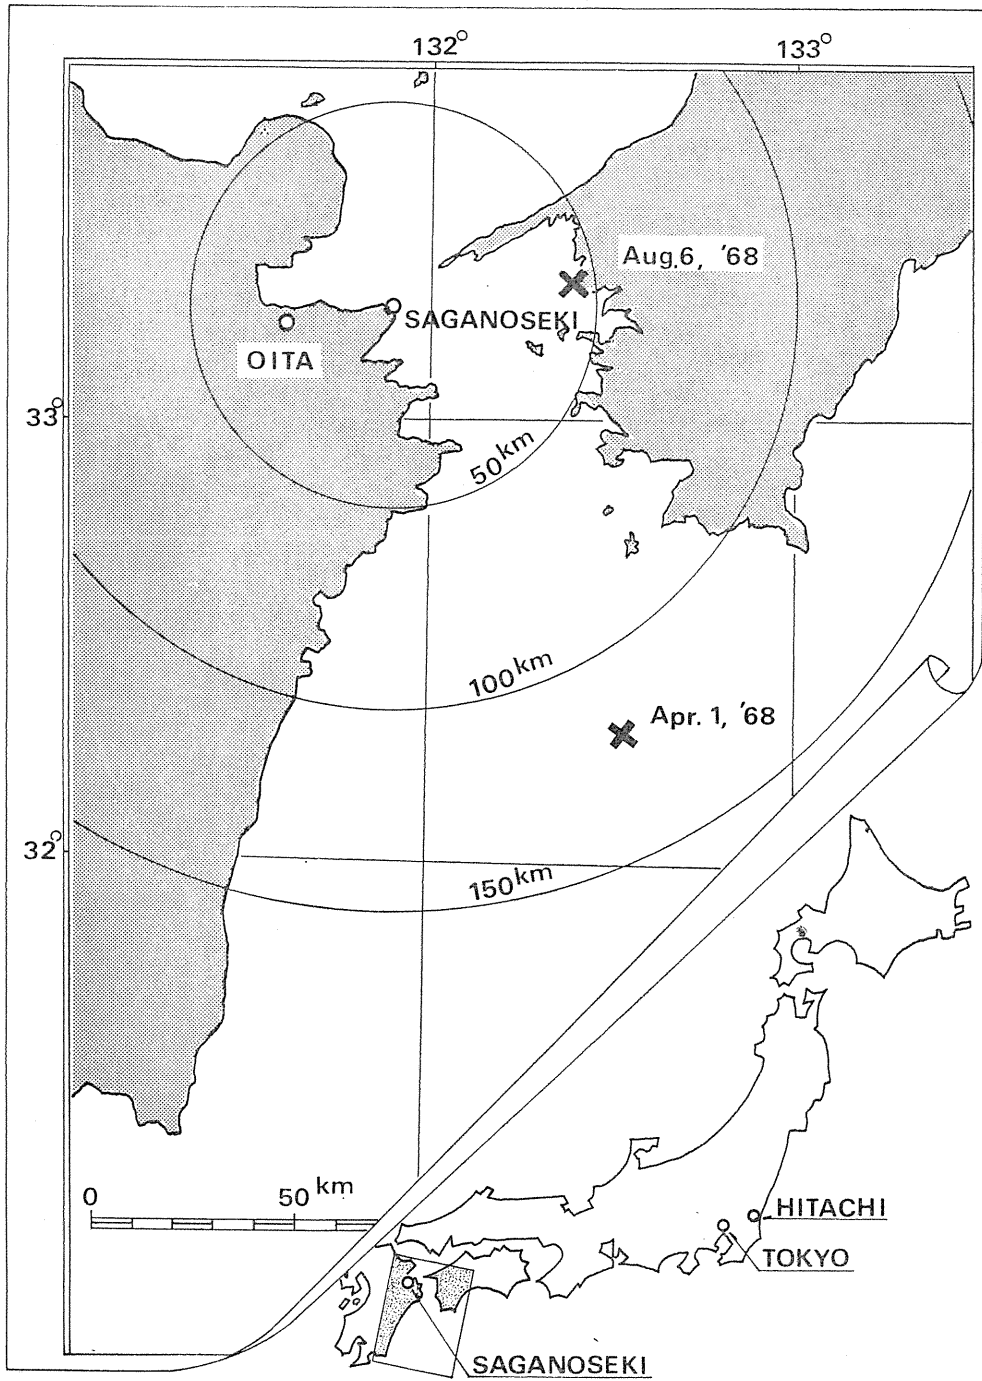 132° 133°
Aug.6, '68
SAGANOSEKI
OITA
33°
50km
100km
Apr. 1, '68
32°
150km
0 50 km
HITACHI
TOKYO
SAGANOSEKI